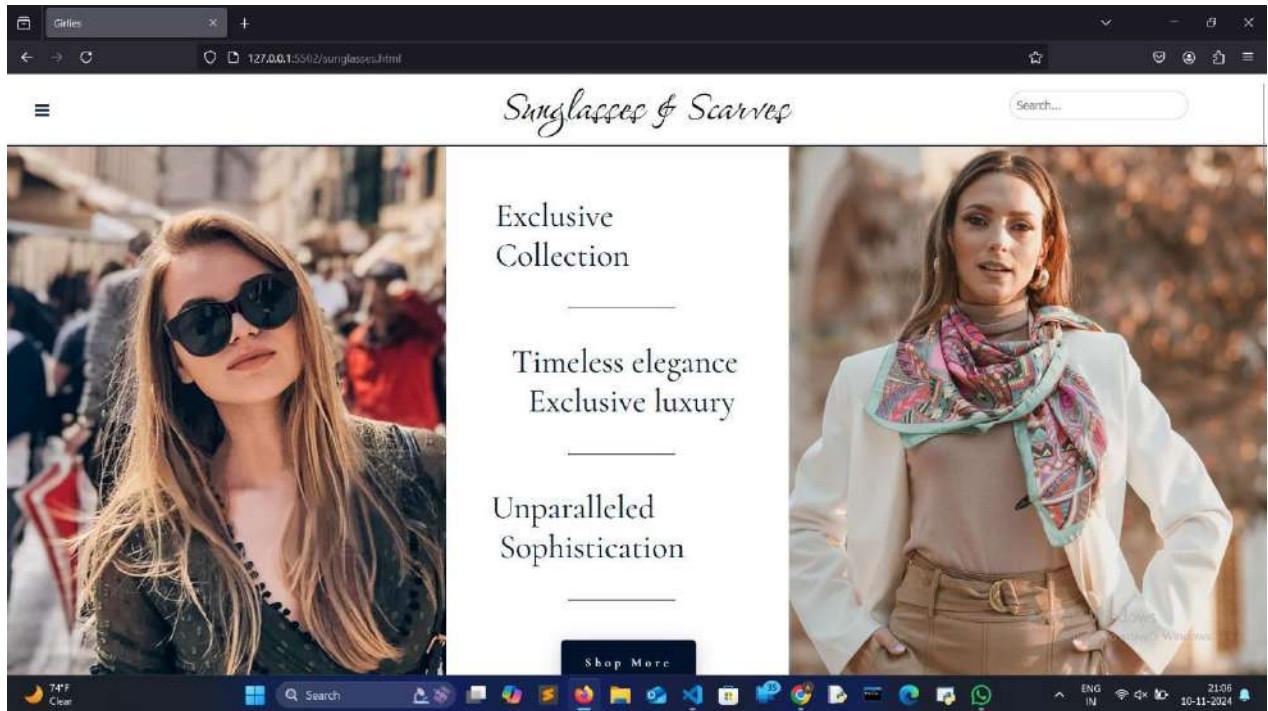 Girlies
127.0.0.1:5502/sunglasses.html
Sunglasses & Scarves
Search...
Exclusive
Collection
Timeless elegance
Exclusive luxury
Unparalleled
Sophistication
Shop More
74°F
Clear
Search
ENG
IN
21:06
10-11-2024